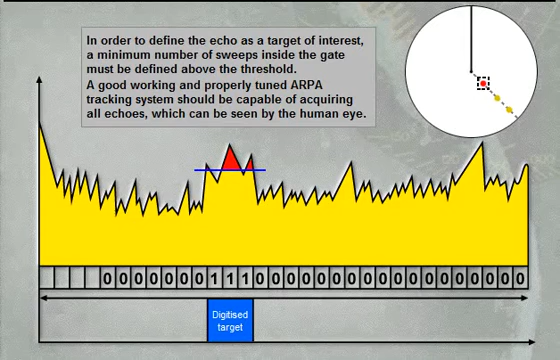 In order to define the echo as a target of interest,
a minimum number of sweeps inside the gate
must be defined above the threshold.
A good working and properly tuned ARPA
tracking system should be capable of acquiring
all echoes, which can be seen by the human eye.
0 0 0 0 0 0 0 1 1 1 0 0 0 0 0 0 0 0 0 0 0 0 0 0 0 0 0 0
Digitised
target